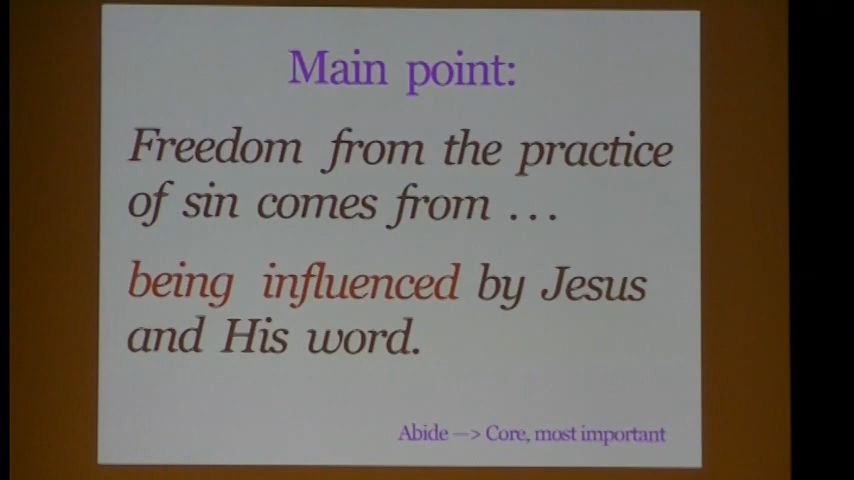 Main point:
Freedom from the practice
of sin comes from ...
being influenced by Jesus
and His word.
Abide —> Core, most important